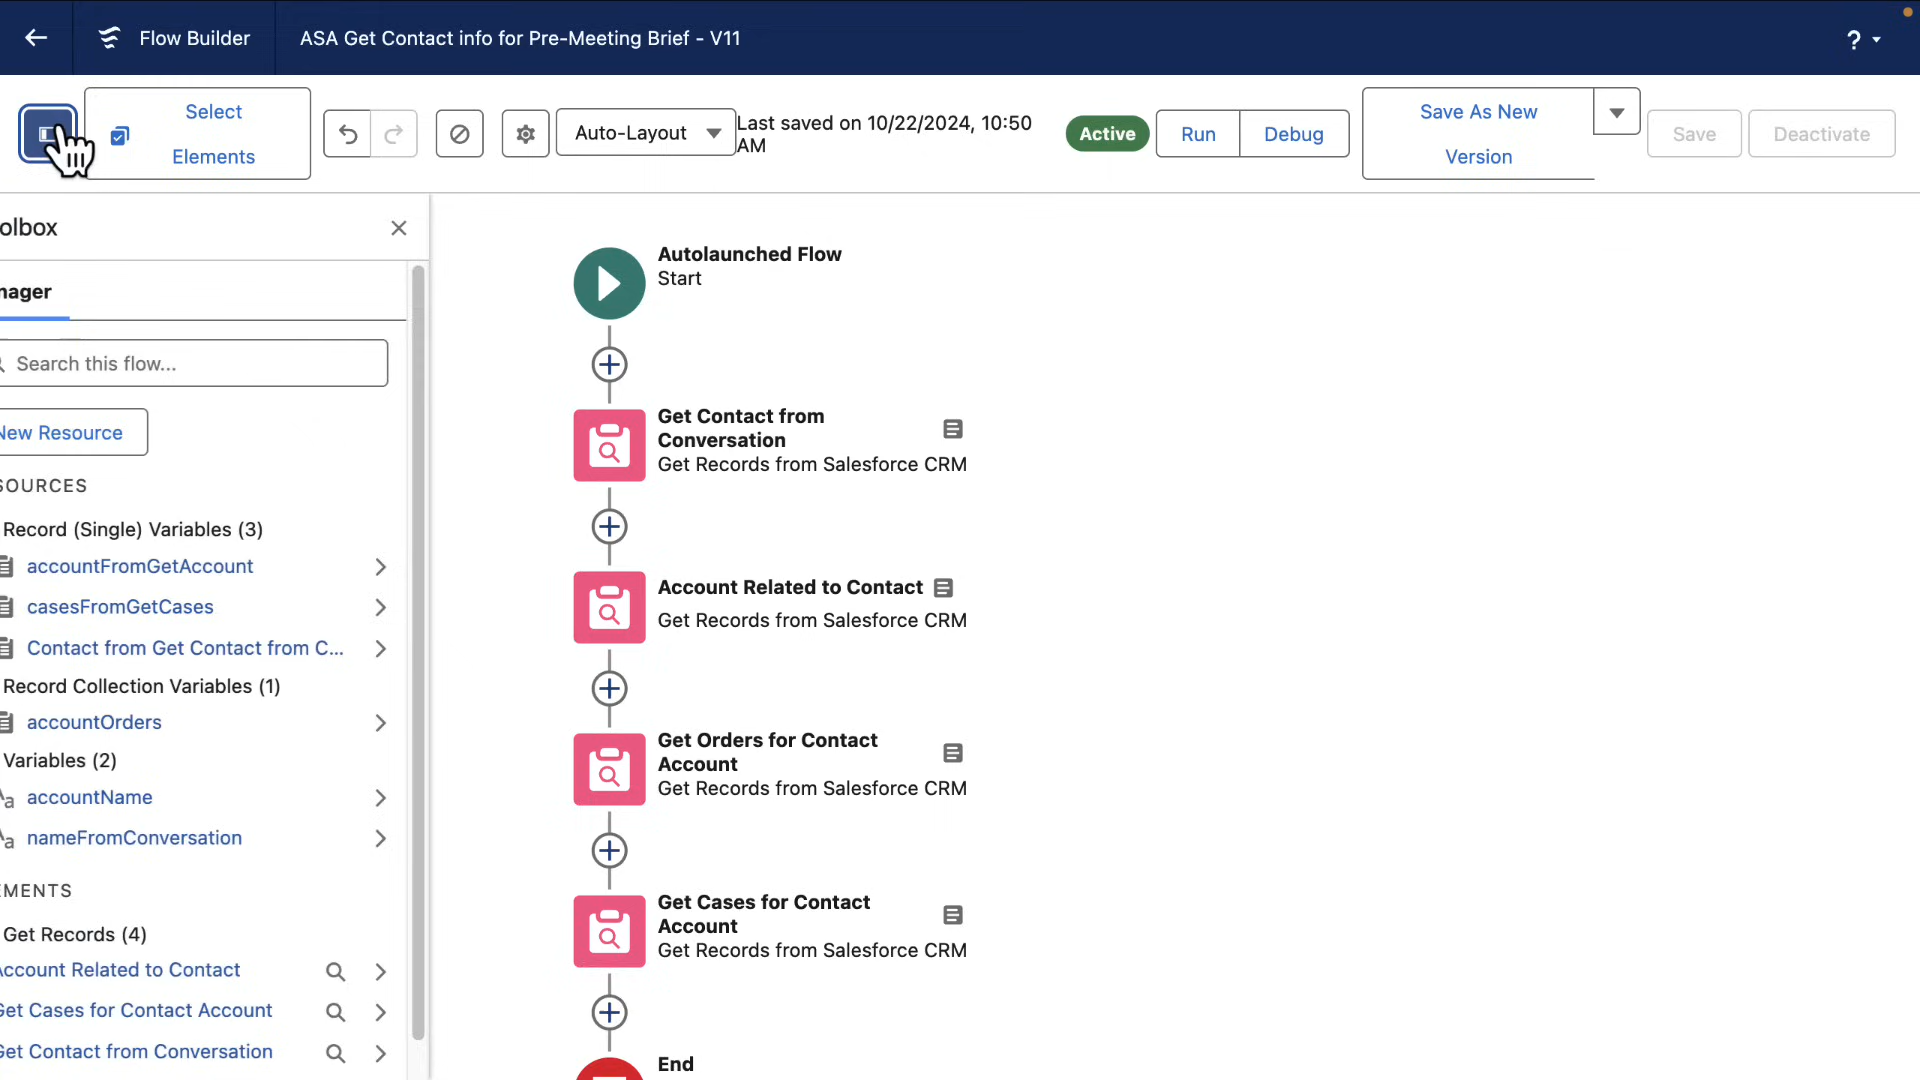 Flow Builder
ASA Get Contact info for Pre-Meeting Brief - V11
?
Select
Elements
Auto-Layout
Last saved on 10/22/2024, 10:50
AM
Active
Run
Debug
Save As New
Version
Save
Deactivate
olbox
nager
Search this flow...
New Resource
SOURCES
Record (Single) Variables (3)
accountFromGetAccount
casesFromGetCases
Contact from Get Contact from C...
Record Collection Variables (1)
accountOrders
Variables (2)
accountName
nameFromConversation
EMENTS
Get Records (4)
Account Related to Contact
Get Cases for Contact Account
Get Contact from Conversation
Autolaunched Flow
Start
Get Contact from
Conversation
Get Records from Salesforce CRM
Account Related to Contact
Get Records from Salesforce CRM
Get Orders for Contact
Account
Get Records from Salesforce CRM
Get Cases for Contact
Account
Get Records from Salesforce CRM
End